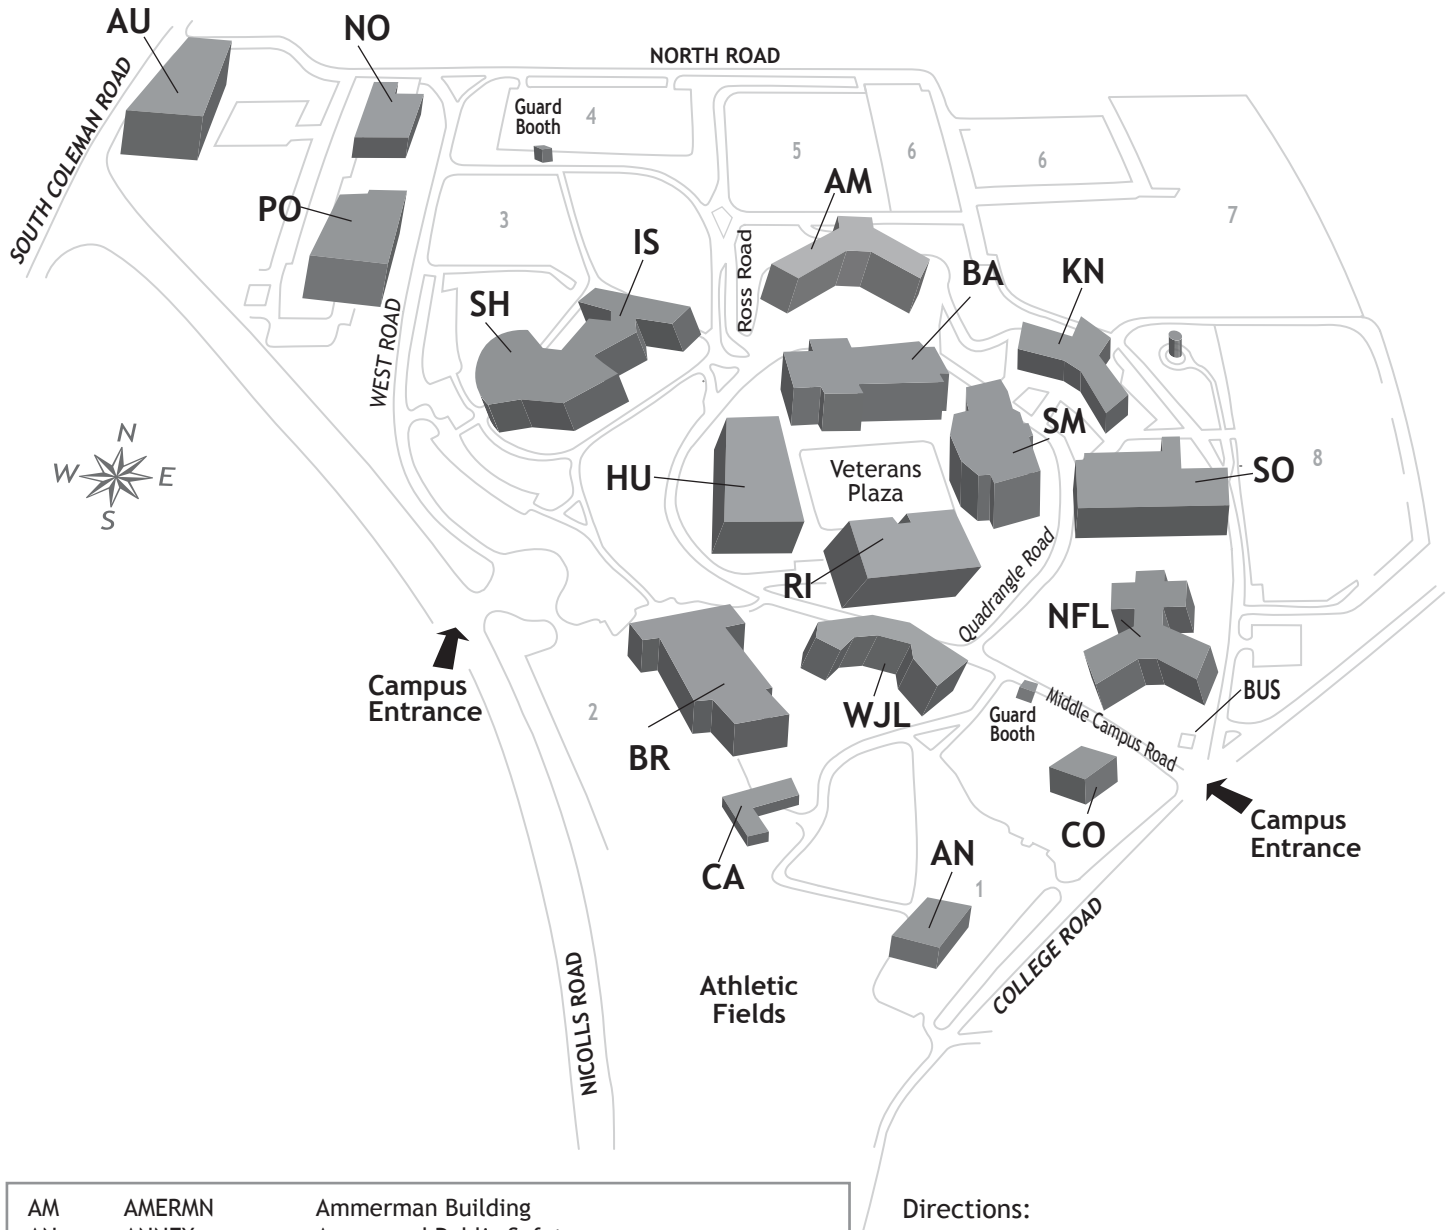 AU
NO
NORTH ROAD
SOUTH COLEMAN ROAD
Guard
Booth
4
5
6
6
AM
PO
3
7
IS
Ross Road
BA
KN
SH
WEST ROAD
SM
N
W E
S
HU
Veterans
Plaza
SO
8
RI
Quadrangle Road
NFL
Campus
Entrance
2
WJL
Guard
Booth
Middle Campus Road
BUS
BR
CO
Campus
Entrance
CA
AN
1
COLLEGE ROAD
NICOLLS ROAD
Athletic
Fields
AM AMERMN Ammerman Building
Directions: